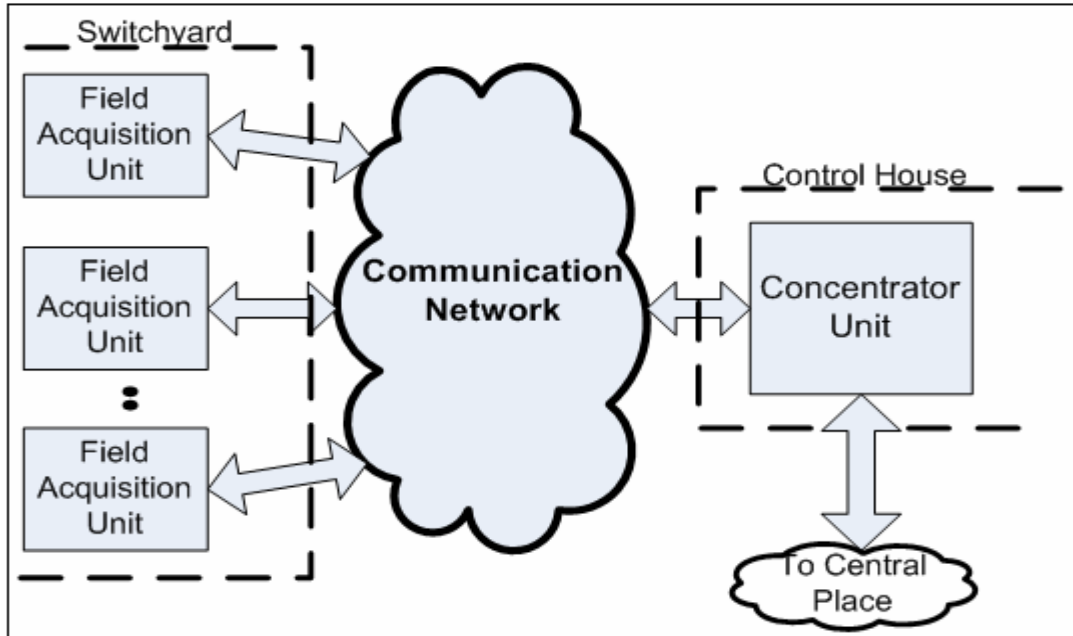 Switchyard
Field
Acquisition
Unit
Field
Acquisition
Unit
Field
Acquisition
Unit
Communication
Network
Control House
Concentrator
Unit
To Central
Place